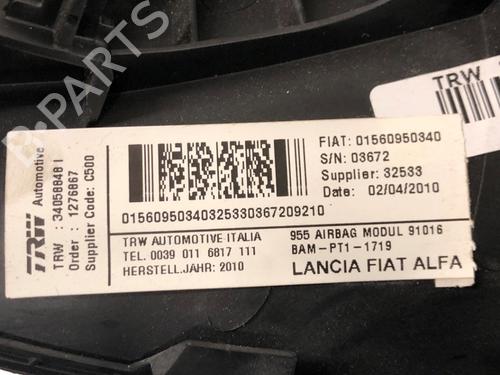 TRW
TRW Automotive
TRW : 34058848 I
Order : 1276867
Supplier Code: C500
FIAT: 01560950340
S/N: 03672
Supplier: 32533
Date: 02/04/2010
01560950340325330367209210
TRW AUTOMOTIVE ITALIA
TEL. 0039 011 6817 111
HERSTELL.JAHR: 2010
955 AIRBAG MODUL 91016
BAM-PT1-1719
LANCIA FIAT ALFA
B-Parts